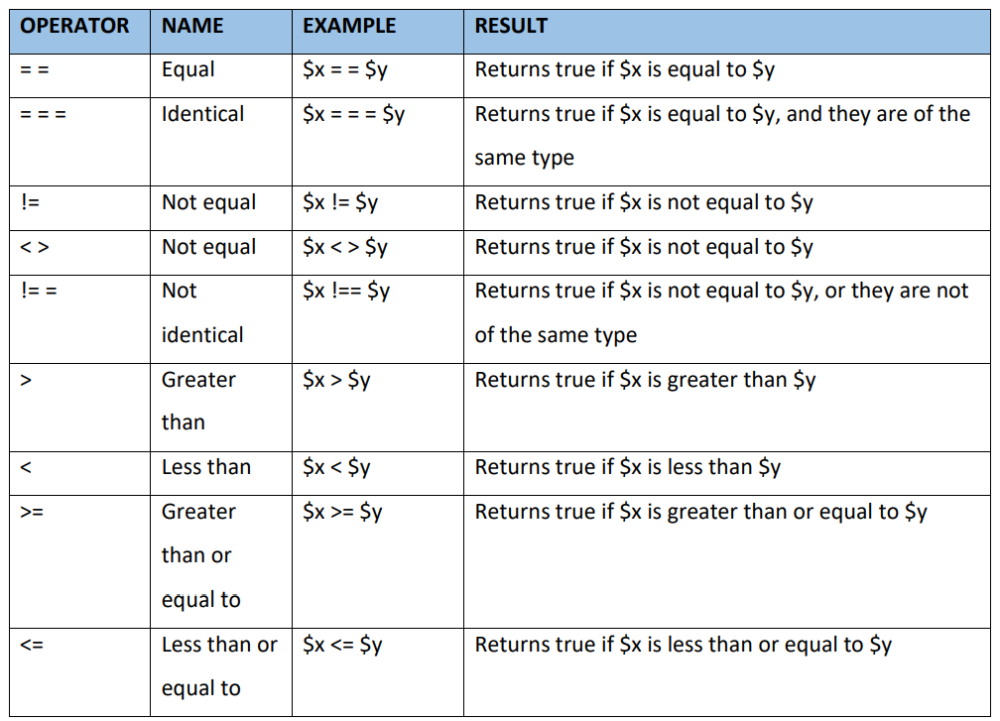 OPERATOR NAME EXAMPLE RESULT
= = Equal $x = = $y Returns true if $x is equal to $y
= = = Identical $x = = = $y Returns true if $x is equal to $y, and they are of the
same type
!= Not equal $x != $y Returns true if $x is not equal to $y
< > Not equal $x < > $y Returns true if $x is not equal to $y
!= = Not $x !== $y Returns true if $x is not equal to $y, or they are not
identical of the same type
> Greater $x > $y Returns true if $x is greater than $y
than
< Less than $x < $y Returns true if $x is less than $y
>= Greater $x >= $y Returns true if $x is greater than or equal to $y
than or
equal to
<= Less than or $x <= $y Returns true if $x is less than or equal to $y
equal to